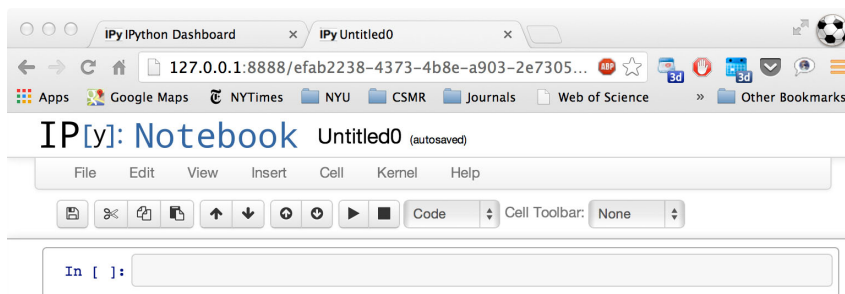 IPy IPython Dashboard × IPy Untitled0 ×
127.0.0.1:8888/efab2238-4373-4b8e-a903-2e7305... ABP 3d 3d
Apps Google Maps NYTimes NYU CSMR Journals Web of Science » Other Bookmarks
IP[y]: Notebook Untitled0 (autosaved)
File Edit View Insert Cell Kernel Help
Code Cell Toolbar: None
In [ ]: